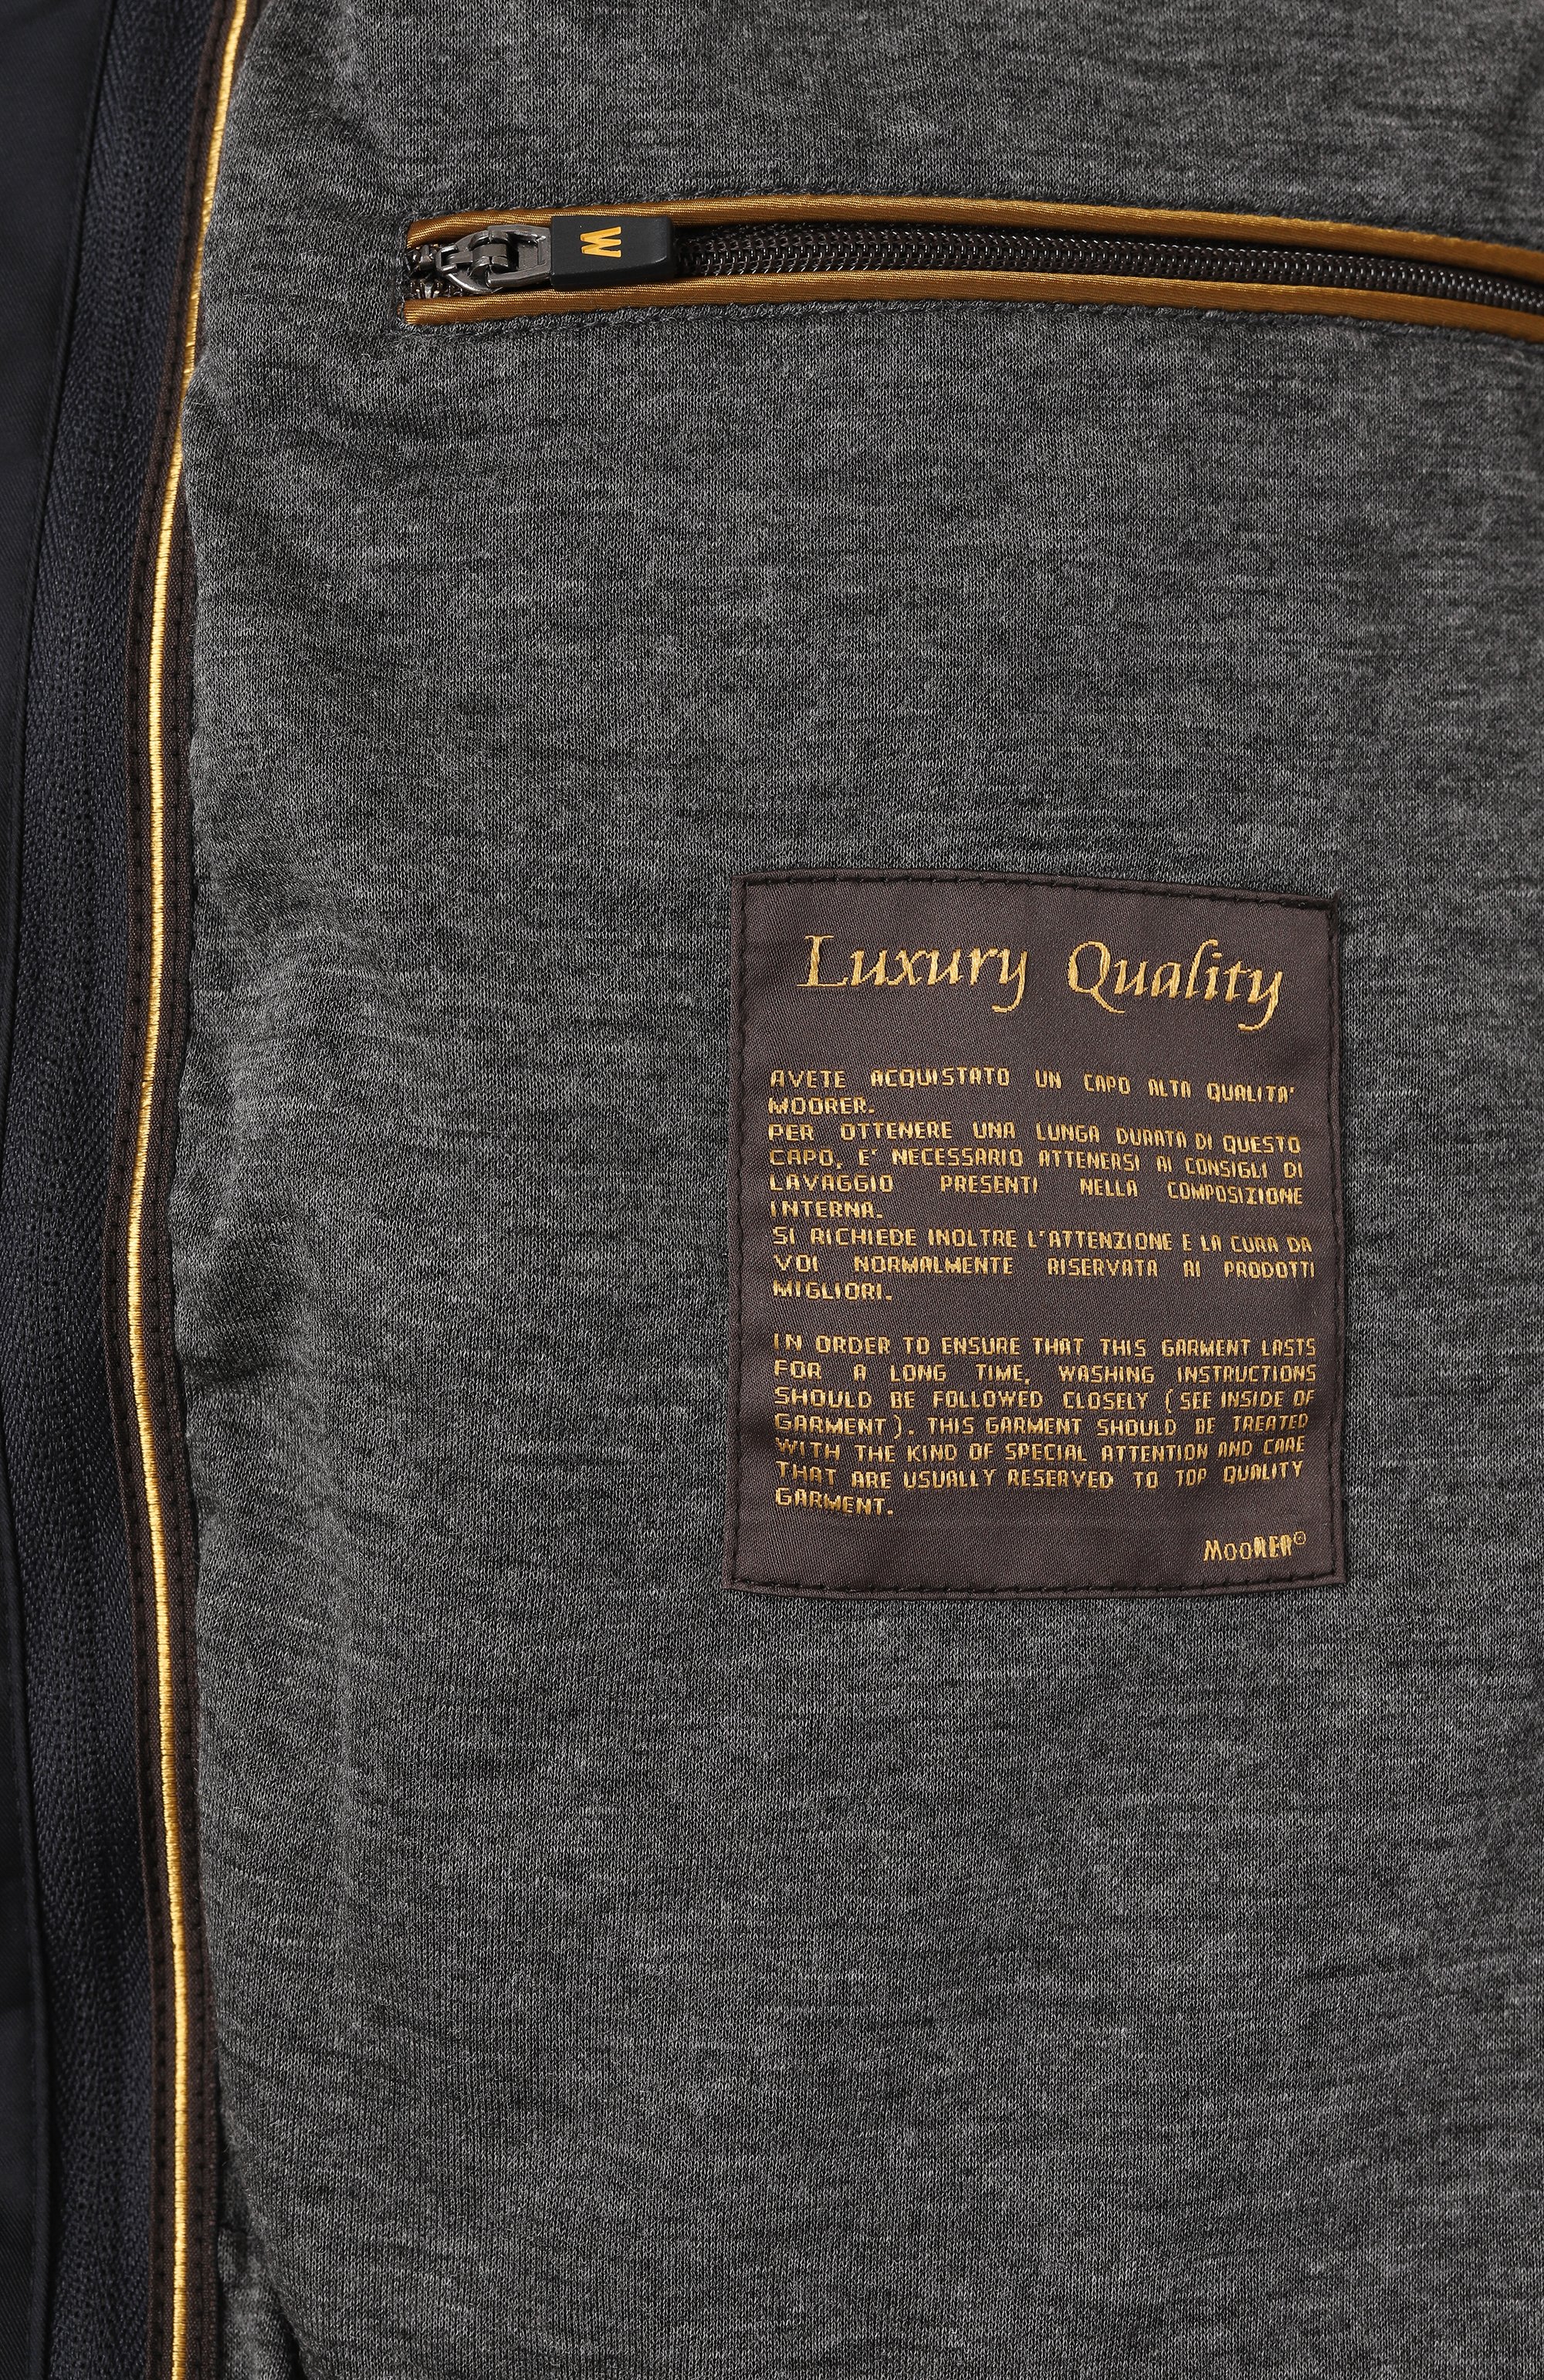 W
Luxury Quality
AVETE ACQUISTATO UN CAPO ALTA QUALITA'
MOORER.
PER OTTENERE UNA LUNGA DURATA DI QUESTO
CAPO, E' NECESSARIO ATTENERSI AI CONSIGLI DI
LAVAGGIO PRESENTI NELLA COMPOSIZIONE
INTERNA.
SI RICHIEDE INOLTRE L'ATTENZIONE E LA CURA DA
VOI NORMALMENTE RISERVATA AI PRODOTTI
MIGLIORI.
IN ORDER TO ENSURE THAT THIS GARMENT LASTS
FOR A LONG TIME, WASHING INSTRUCTIONS
SHOULD BE FOLLOWED CLOSELY (SEE INSIDE OF
GARMENT). THIS GARMENT SHOULD BE TREATED
WITH THE KIND OF SPECIAL ATTENTION AND CARE
THAT ARE USUALLY RESERVED TO TOP QUALITY
GARMENT.
MOORER®